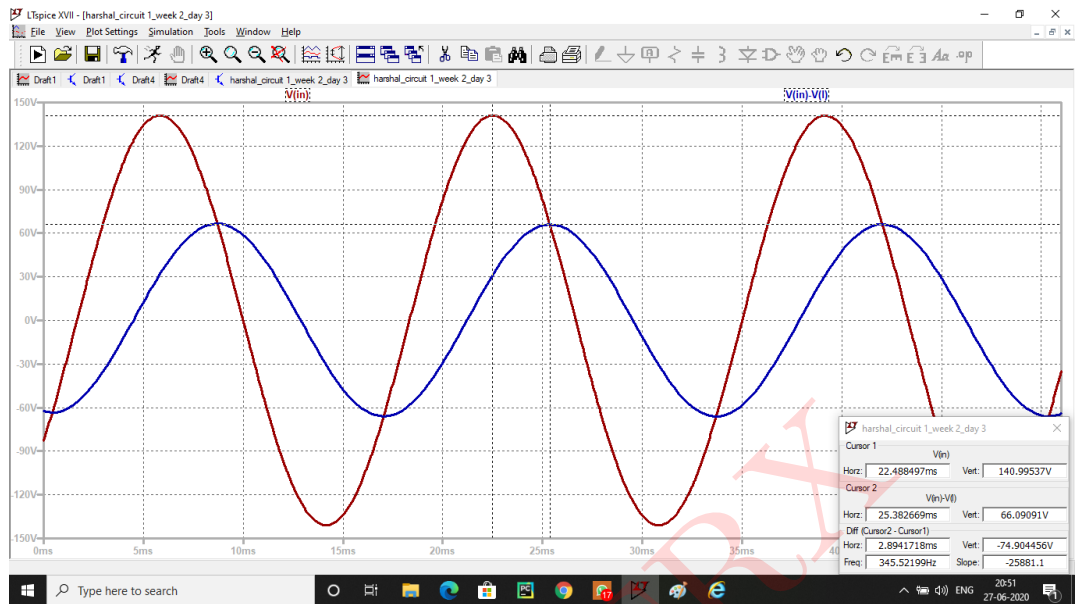 LTspice XVII - [harshal_circuit 1_week 2_day 3]
File View Plot Settings Simulation Tools Window Help
Draft1 Draft1 Draft4 Draft4 harshal_circuit 1_week 2_day 3 harshal_circuit 1_week 2_day 3
V(in) V(in)-V(l)
150V
120V
90V
60V
30V
0V
-30V
-60V
-90V
-120V
-150V
0ms 5ms 10ms 15ms 20ms 25ms 30ms 35ms
harshal_circuit 1_week 2_day 3
Cursor 1
V(in)
Horz: 22.488497ms Vert: 140.99537V
Cursor 2
V(in)-V(l)
Horz: 25.382669ms Vert: 66.09091V
Diff (Cursor2 - Cursor1)
Horz: 2.8941718ms Vert: -74.904456V
Freq: 345.52199Hz Slope: -25881.1
RX
Type here to search
ENG
20:51
27-06-2020